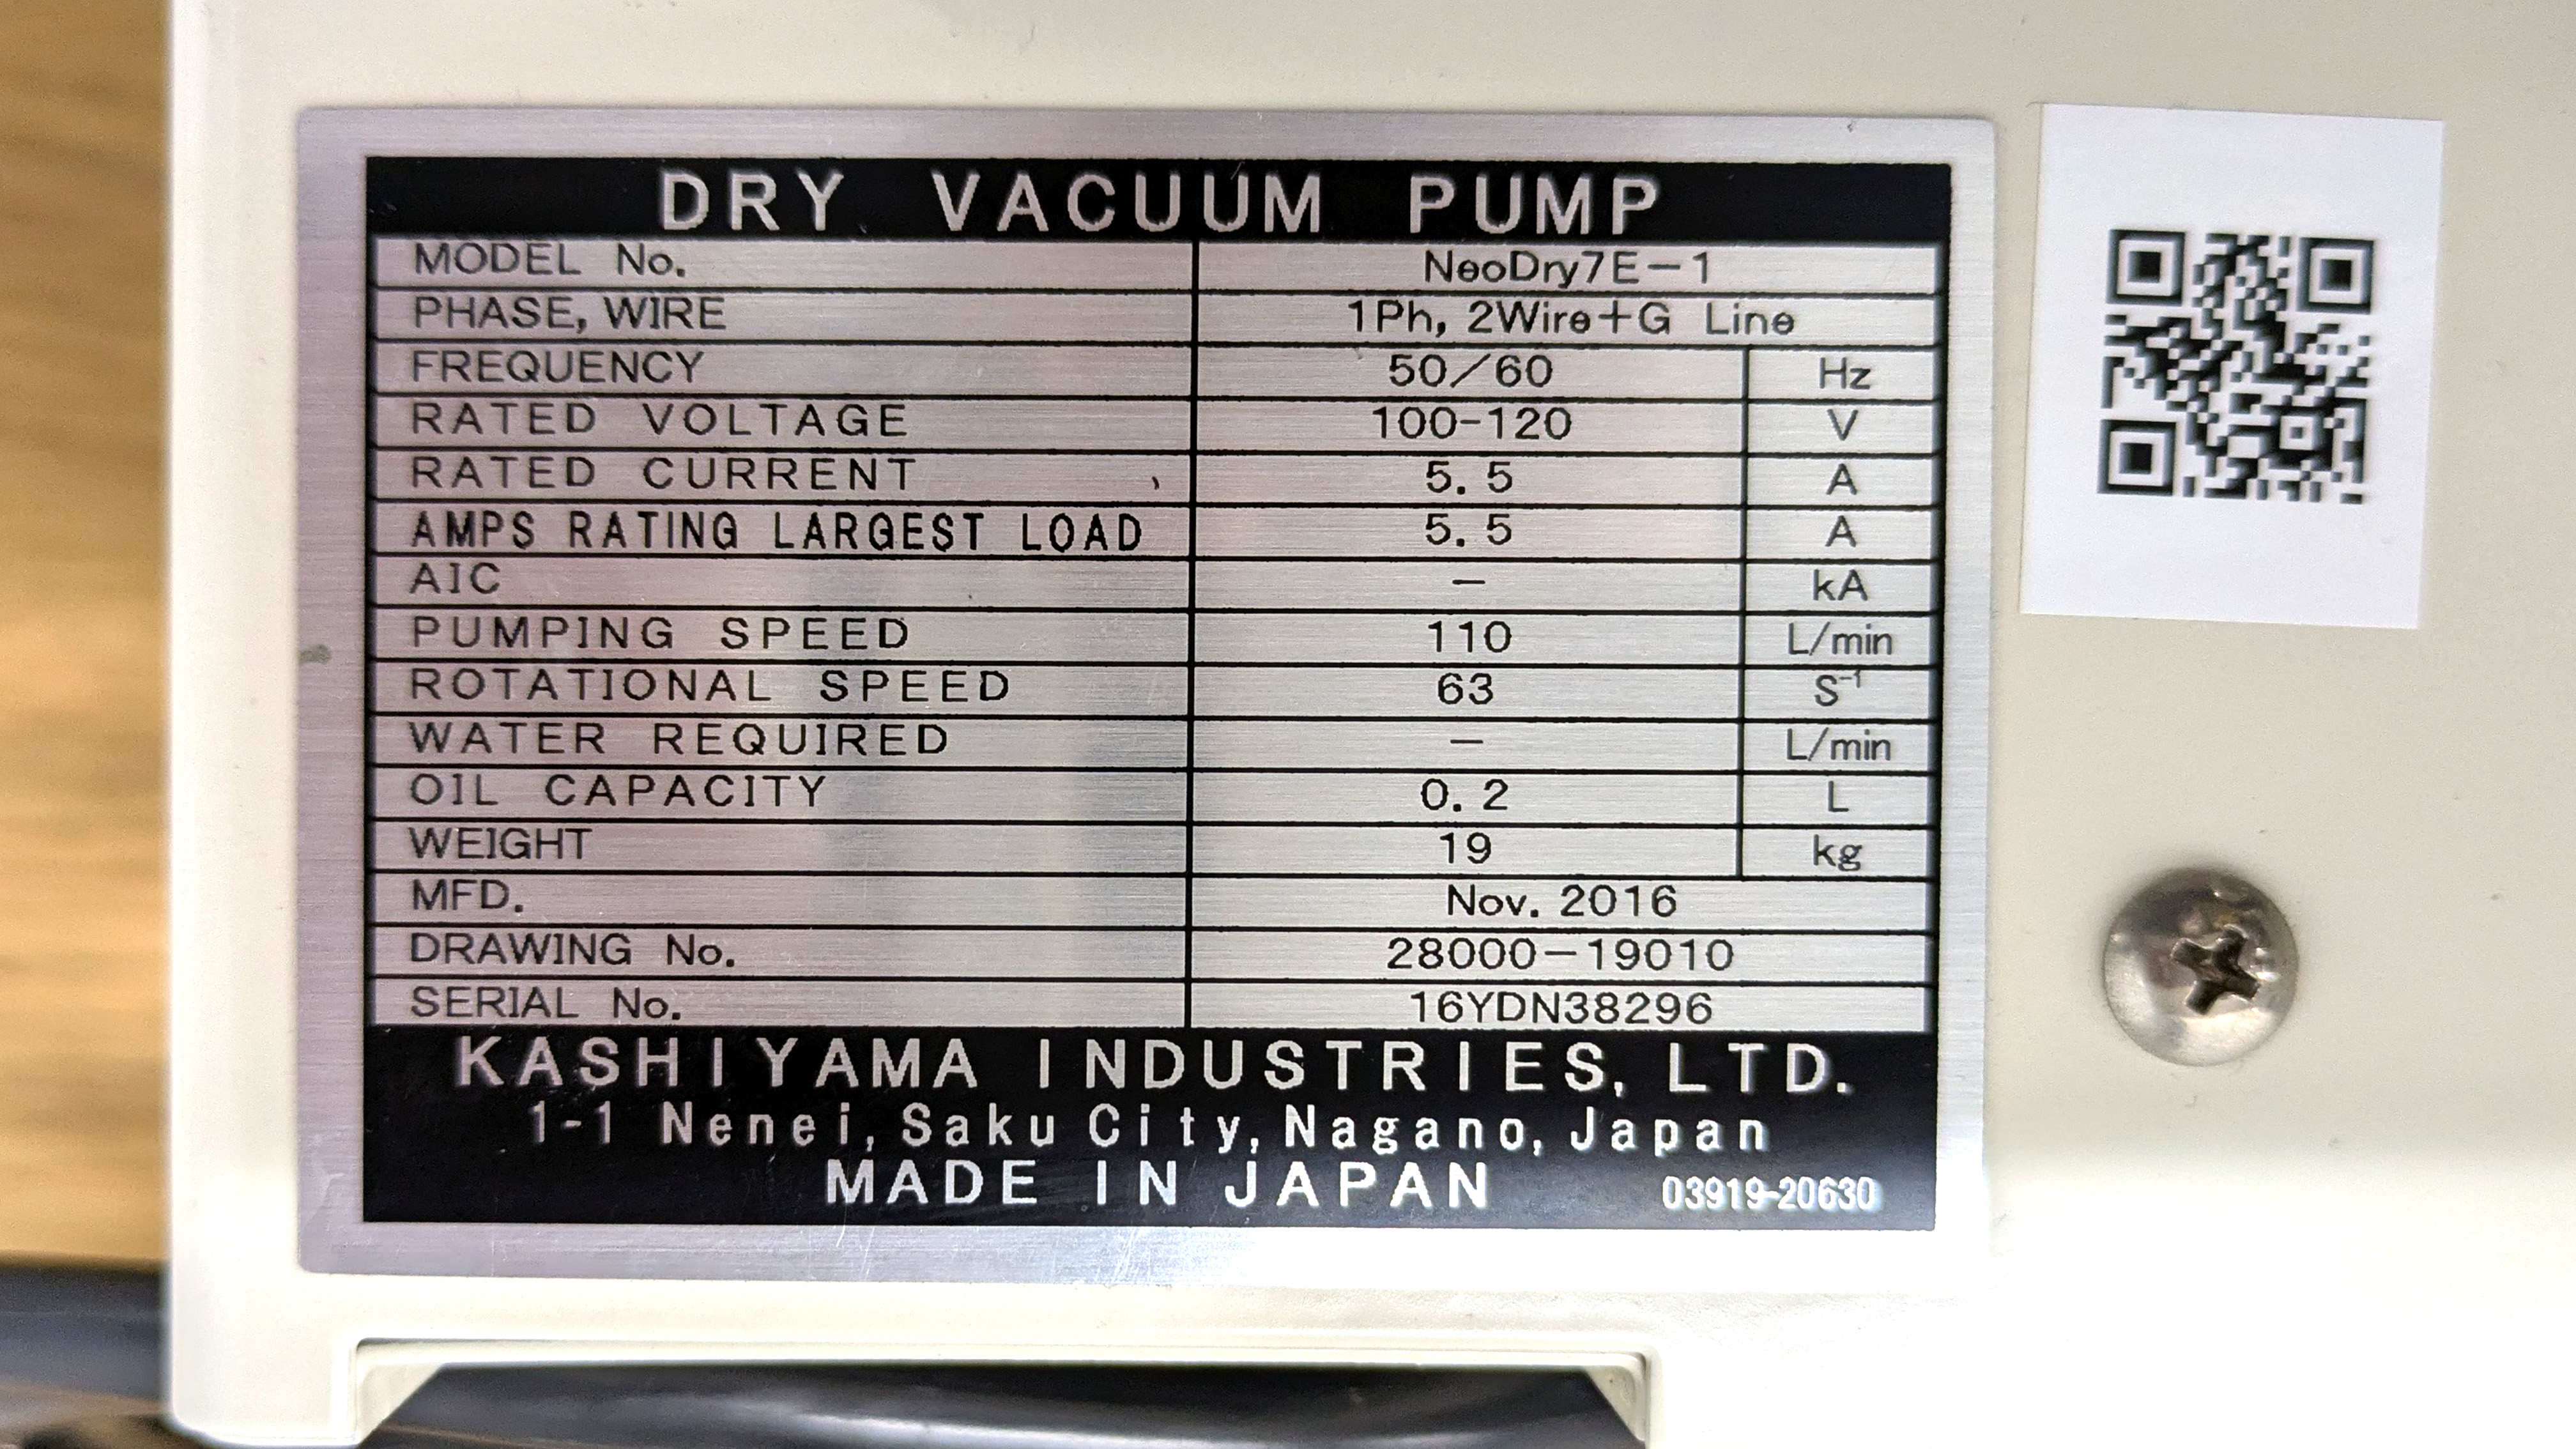 DRY VACUUM PUMP
MODEL No. NeoDry7E-1
PHASE, WIRE 1Ph, 2Wire+G Line
FREQUENCY 50/60 Hz
RATED VOLTAGE 100-120 V
RATED CURRENT 5.5 A
AMPS RATING LARGEST LOAD 5.5 A
AIC - kA
PUMPING SPEED 110 L/min
ROTATIONAL SPEED 63 S⁻¹
WATER REQUIRED - L/min
OIL CAPACITY 0.2 L
WEIGHT 19 kg
MFD. Nov. 2016
DRAWING No. 28000-19010
SERIAL No. 16YDN38296
KASHIYAMA INDUSTRIES, LTD.
1-1 Nenei, Saku City, Nagano, Japan
MADE IN JAPAN 03919-20630